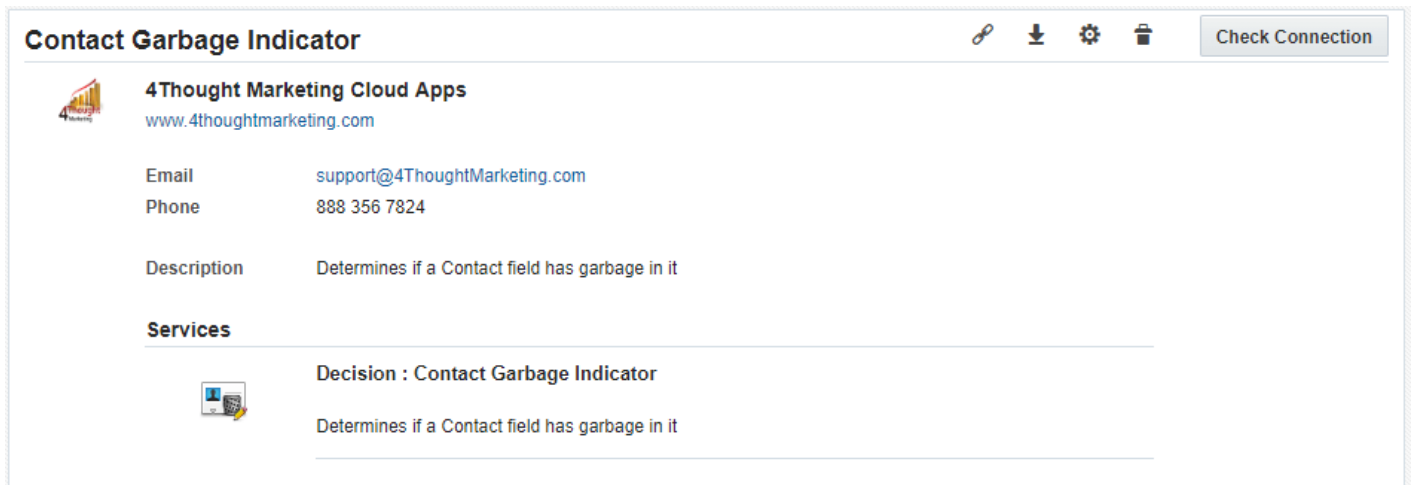 Contact Garbage Indicator
Check Connection
4Thought Marketing Cloud Apps
4Thought
Marketing
www.4thoughtmarketing.com
Email support@4ThoughtMarketing.com
Phone 888 356 7824
Description Determines if a Contact field has garbage in it
Services
Decision : Contact Garbage Indicator
Determines if a Contact field has garbage in it